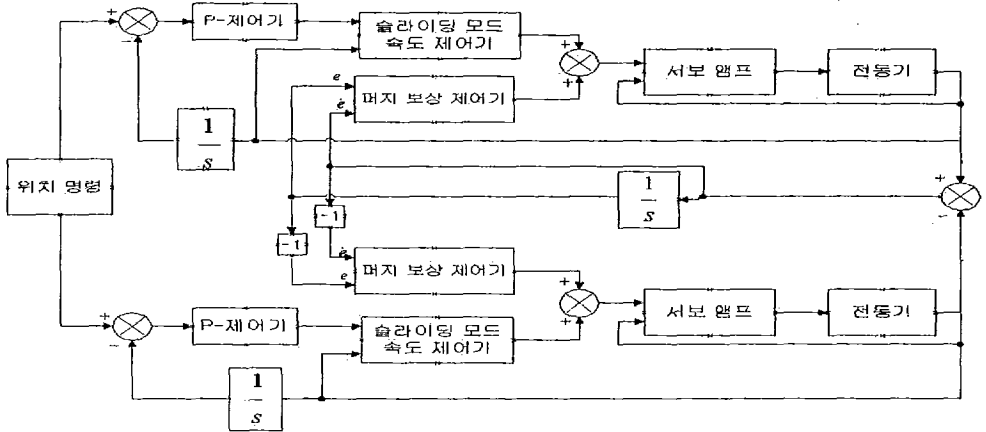 +
−
P-제어기
슬라이딩 모드
속도 제어기
+
+
서보 앰프
전동기
e
ė
퍼지 보상 제어기
1
s
위치 명령
1
s
+
−
-1
-1
ė
e
퍼지 보상 제어기
+
+
서보 앰프
전동기
+
−
P-제어기
슬라이딩 모드
속도 제어기
1
s